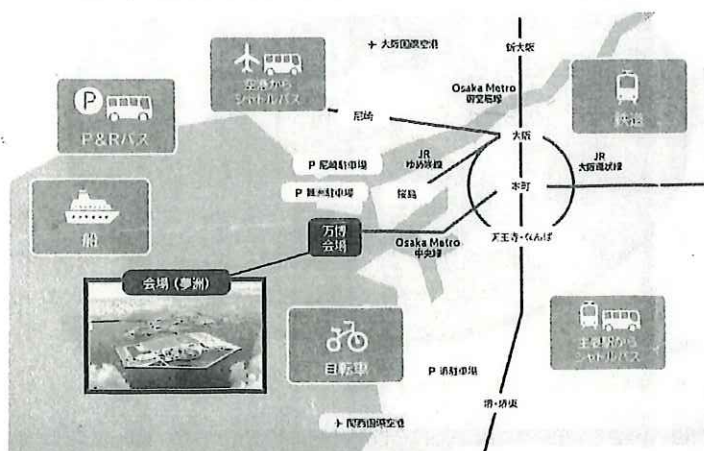 大阪国際空港
新大阪
空港から
シャトルバス
Osaka Metro
御堂筋線
P
P&Rバス
尼崎
大阪
鉄道
P 尼崎駐車場
JR
ゆめ咲線
JR
大阪環状線
P 舞洲駐車場
桜島
本町
船
万博
会場
Osaka Metro
中央線
天王寺・なんば
会場（夢洲）
自転車
主要駅から
シャトルバス
P 堺駐車場
堺・堺東
関西国際空港